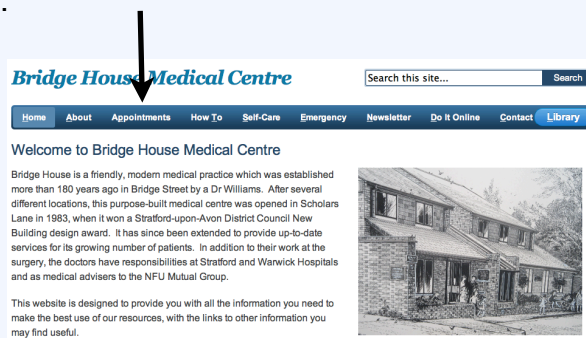 Bridge House Medical Centre
Search this site...
Search
Home About Appointments How To Self-Care Emergency Newsletter Do It Online Contact Library
Welcome to Bridge House Medical Centre
Bridge House is a friendly, modern medical practice which was established
more than 180 years ago in Bridge Street by a Dr Williams. After several
different locations, this purpose-built medical centre was opened in Scholars
Lane in 1983, when it won a Stratford-upon-Avon District Council New
Building design award. It has since been extended to provide up-to-date
services for its growing number of patients. In addition to their work at the
surgery, the doctors have responsibilities at Stratford and Warwick Hospitals
and as medical advisers to the NFU Mutual Group.
This website is designed to provide you with all the information you need to
make the best use of our resources, with the links to other information you
may find useful.